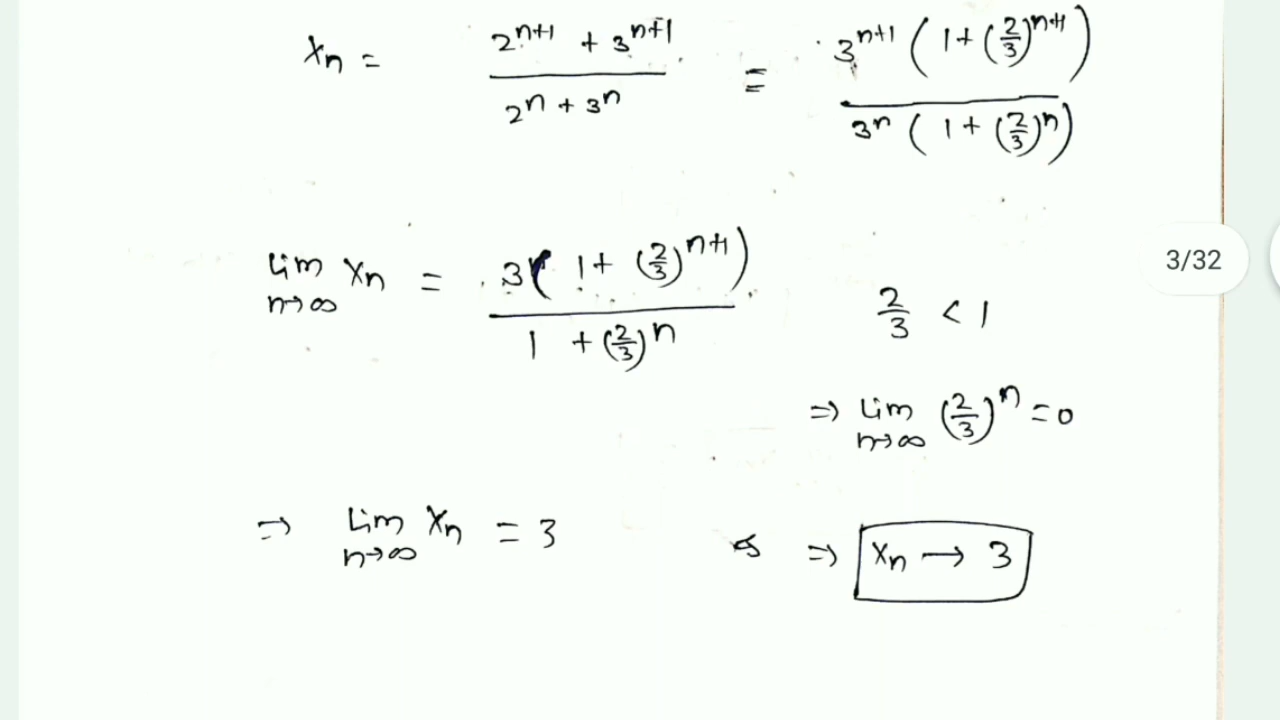 xn = (2^(n+1) + 3^(n+1)) / (2^n + 3^n) = 3^(n+1) (1 + (2/3)^(n+1)) / 3^n (1 + (2/3)^n)
Lim n→∞ xn = 3(1 + (2/3)^(n+1)) / 1 + (2/3)^n
3/32
2/3 < 1
⇒ Lim n→∞ (2/3)^n = 0
⇒ Lim n→∞ xn = 3
⇒ xn → 3